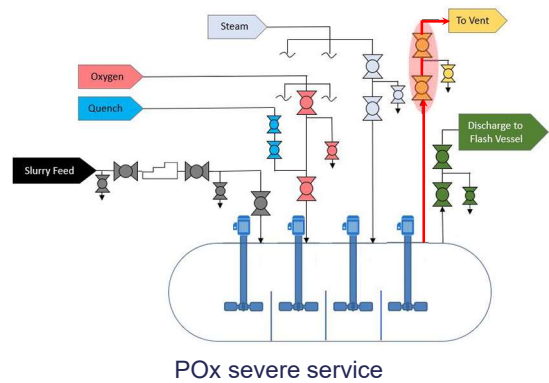 To Vent
Steam
Oxygen
Quench
Discharge to
Flash Vessel
Slurry Feed
POx severe service